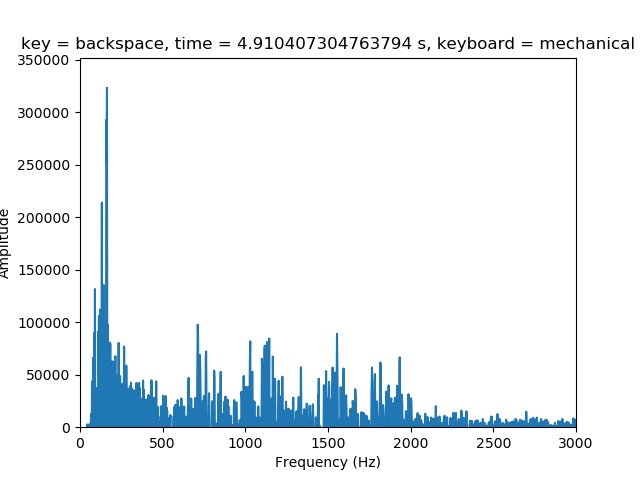 key = backspace, time = 4.910407304763794 s, keyboard = mechanical
350000
300000
250000
200000
150000
100000
50000
0
Amplitude
0 500 1000 1500 2000 2500 3000
Frequency (Hz)